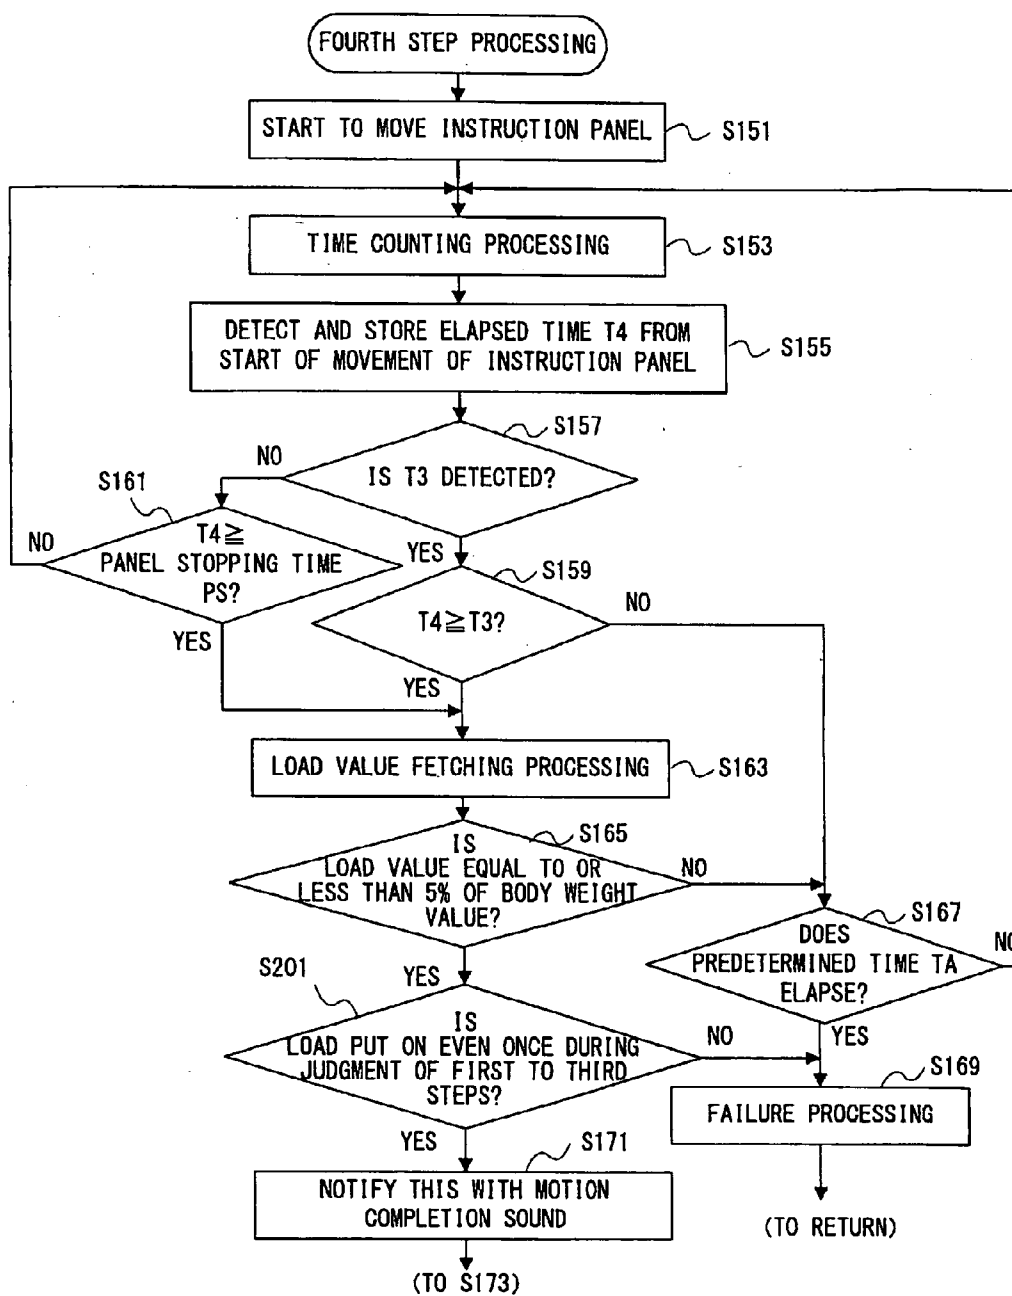 FOURTH STEP PROCESSING
START TO MOVE INSTRUCTION PANEL
S151
TIME COUNTING PROCESSING
S153
DETECT AND STORE ELAPSED TIME T4 FROM
START OF MOVEMENT OF INSTRUCTION PANEL
S155
S157
IS T3 DETECTED?
NO
YES
S161
T4≧
PANEL STOPPING TIME
PS?
NO
YES
S159
T4≧T3?
NO
YES
LOAD VALUE FETCHING PROCESSING
S163
S165
IS
LOAD VALUE EQUAL TO OR
LESS THAN 5% OF BODY WEIGHT
VALUE?
NO
YES
S167
DOES
PREDETERMINED TIME TA
ELAPSE?
NO
YES
S201
IS
LOAD PUT ON EVEN ONCE DURING
JUDGMENT OF FIRST TO THIRD
STEPS?
NO
YES
S169
FAILURE PROCESSING
(TO RETURN)
S171
NOTIFY THIS WITH MOTION
COMPLETION SOUND
(TO S173)